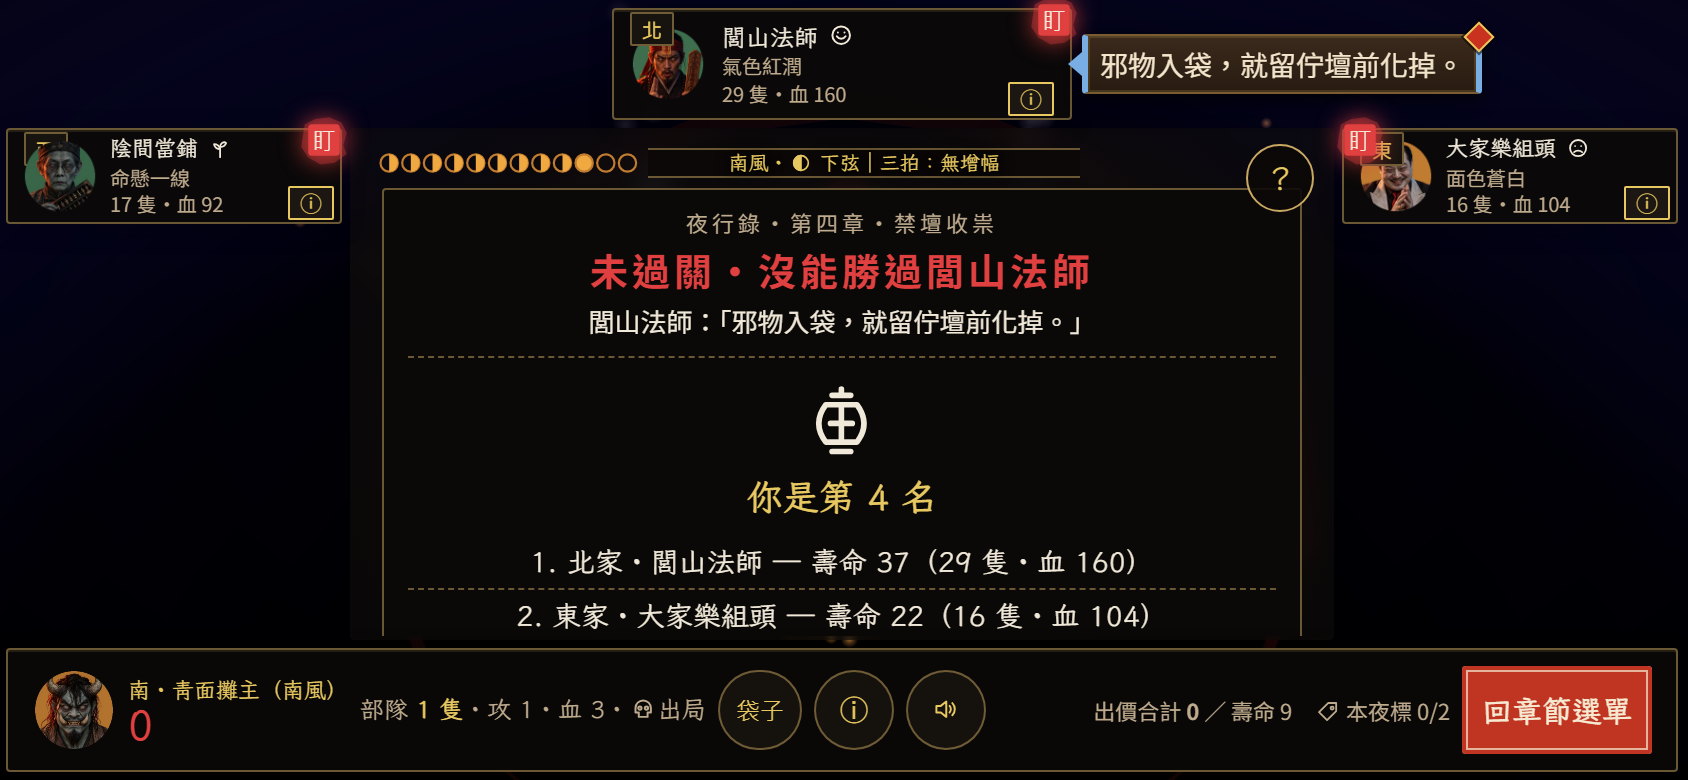 北
閭山法師
氣色紅潤
29 隻・血 160
盯
邪物入袋，就留佇壇前化掉。
陰間當鋪
命懸一線
17 隻・血 92
盯
南風・ 下弦｜三拍：無增幅
?
盯
東
大家樂組頭
面色蒼白
16 隻・血 104
夜行錄・第四章・禁壇收祟
未過關・沒能勝過閭山法師
閭山法師：「邪物入袋，就留佇壇前化掉。」
你是第 4 名
1. 北家・閭山法師 — 壽命 37（29 隻・血 160）
2. 東家・大家樂組頭 — 壽命 22（16 隻・血 104）
南・青面攤主（南風）
0
部隊 1 隻・攻 1・血 3・ 出局
袋子
出價合計 0 ／ 壽命 9
本夜標 0/2
回章節選單